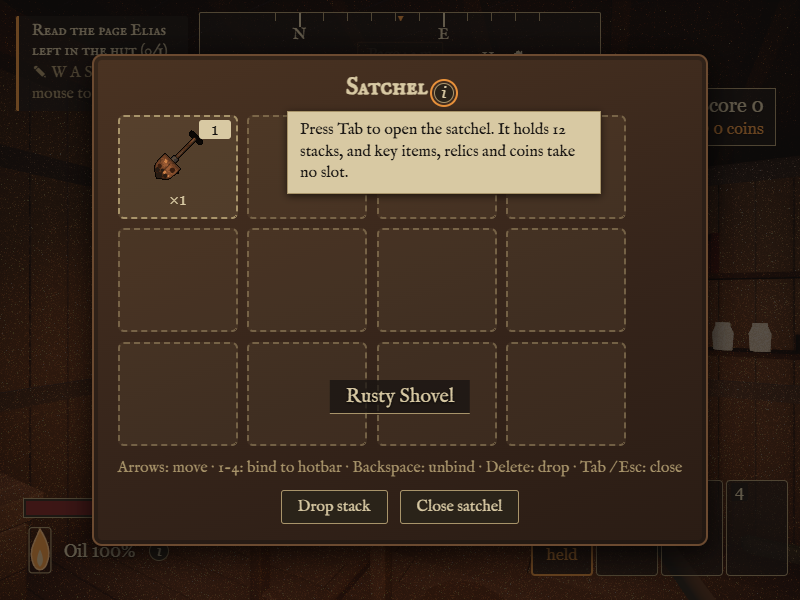 Read the page Elias
left in the hut (0/1)
W A S
mouse to
N
E
core 0
0 coins
Satchel
i
Press Tab to open the satchel. It holds 12
stacks, and key items, relics and coins take
no slot.
1
×1
Rusty Shovel
Arrows: move · 1-4: bind to hotbar · Backspace: unbind · Delete: drop · Tab / Esc: close
Drop stack
Close satchel
Oil 100%
i
held
4